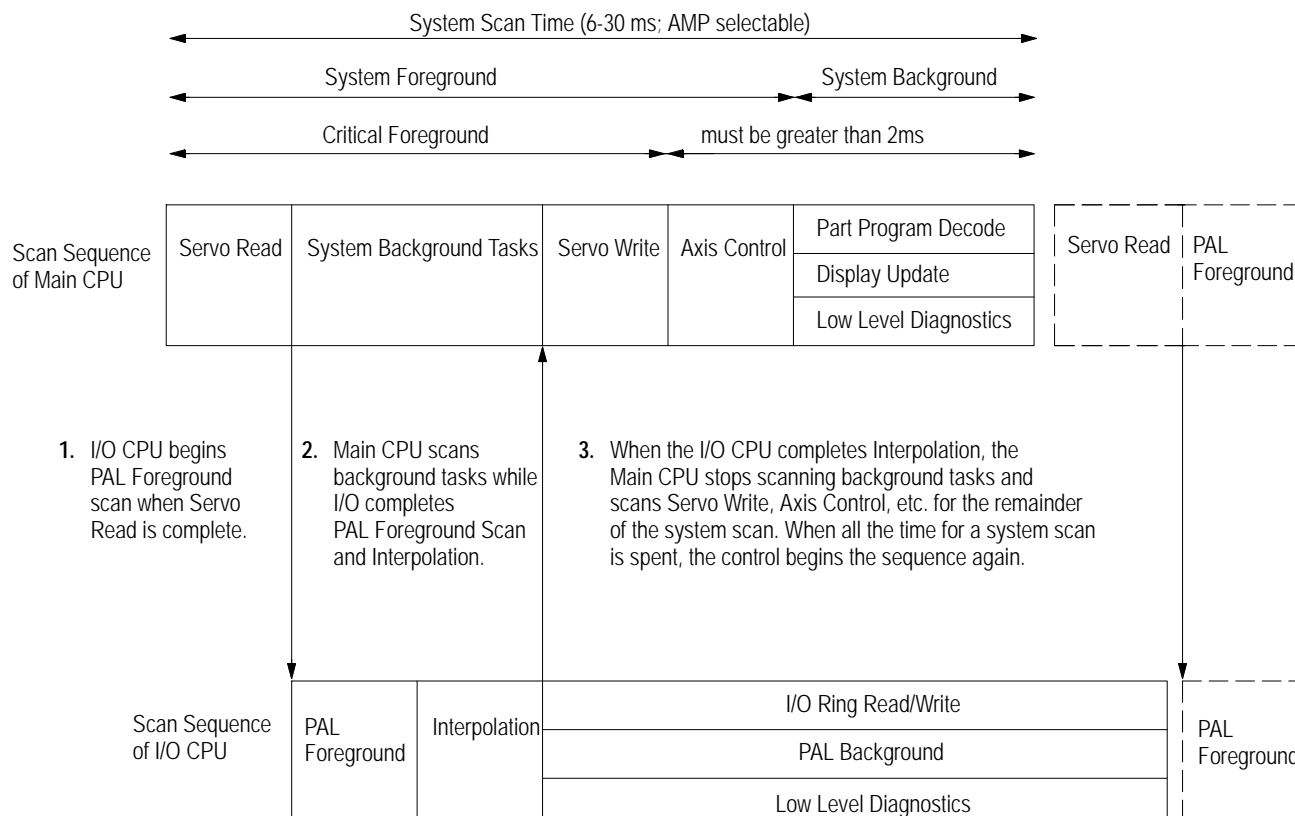 System Scan Time (6-30 ms; AMP selectable)
System Foreground
System Background
Critical Foreground
must be greater than 2ms
Scan Sequence
of Main CPU
Servo Read
System Background Tasks
Servo Write
Axis Control
Part Program Decode
Display Update
Low Level Diagnostics
Servo Read
PAL
Foreground
1. I/O CPU begins
PAL Foreground
scan when Servo
Read is complete.
2. Main CPU scans
background tasks while
I/O completes
PAL Foreground Scan
and Interpolation.
3. When the I/O CPU completes Interpolation, the
Main CPU stops scanning background tasks and
scans Servo Write, Axis Control, etc. for the remainder
of the system scan. When all the time for a system scan
is spent, the control begins the sequence again.
Scan Sequence
of I/O CPU
PAL
Foreground
Interpolation
I/O Ring Read/Write
PAL Background
Low Level Diagnostics
PAL
Foreground